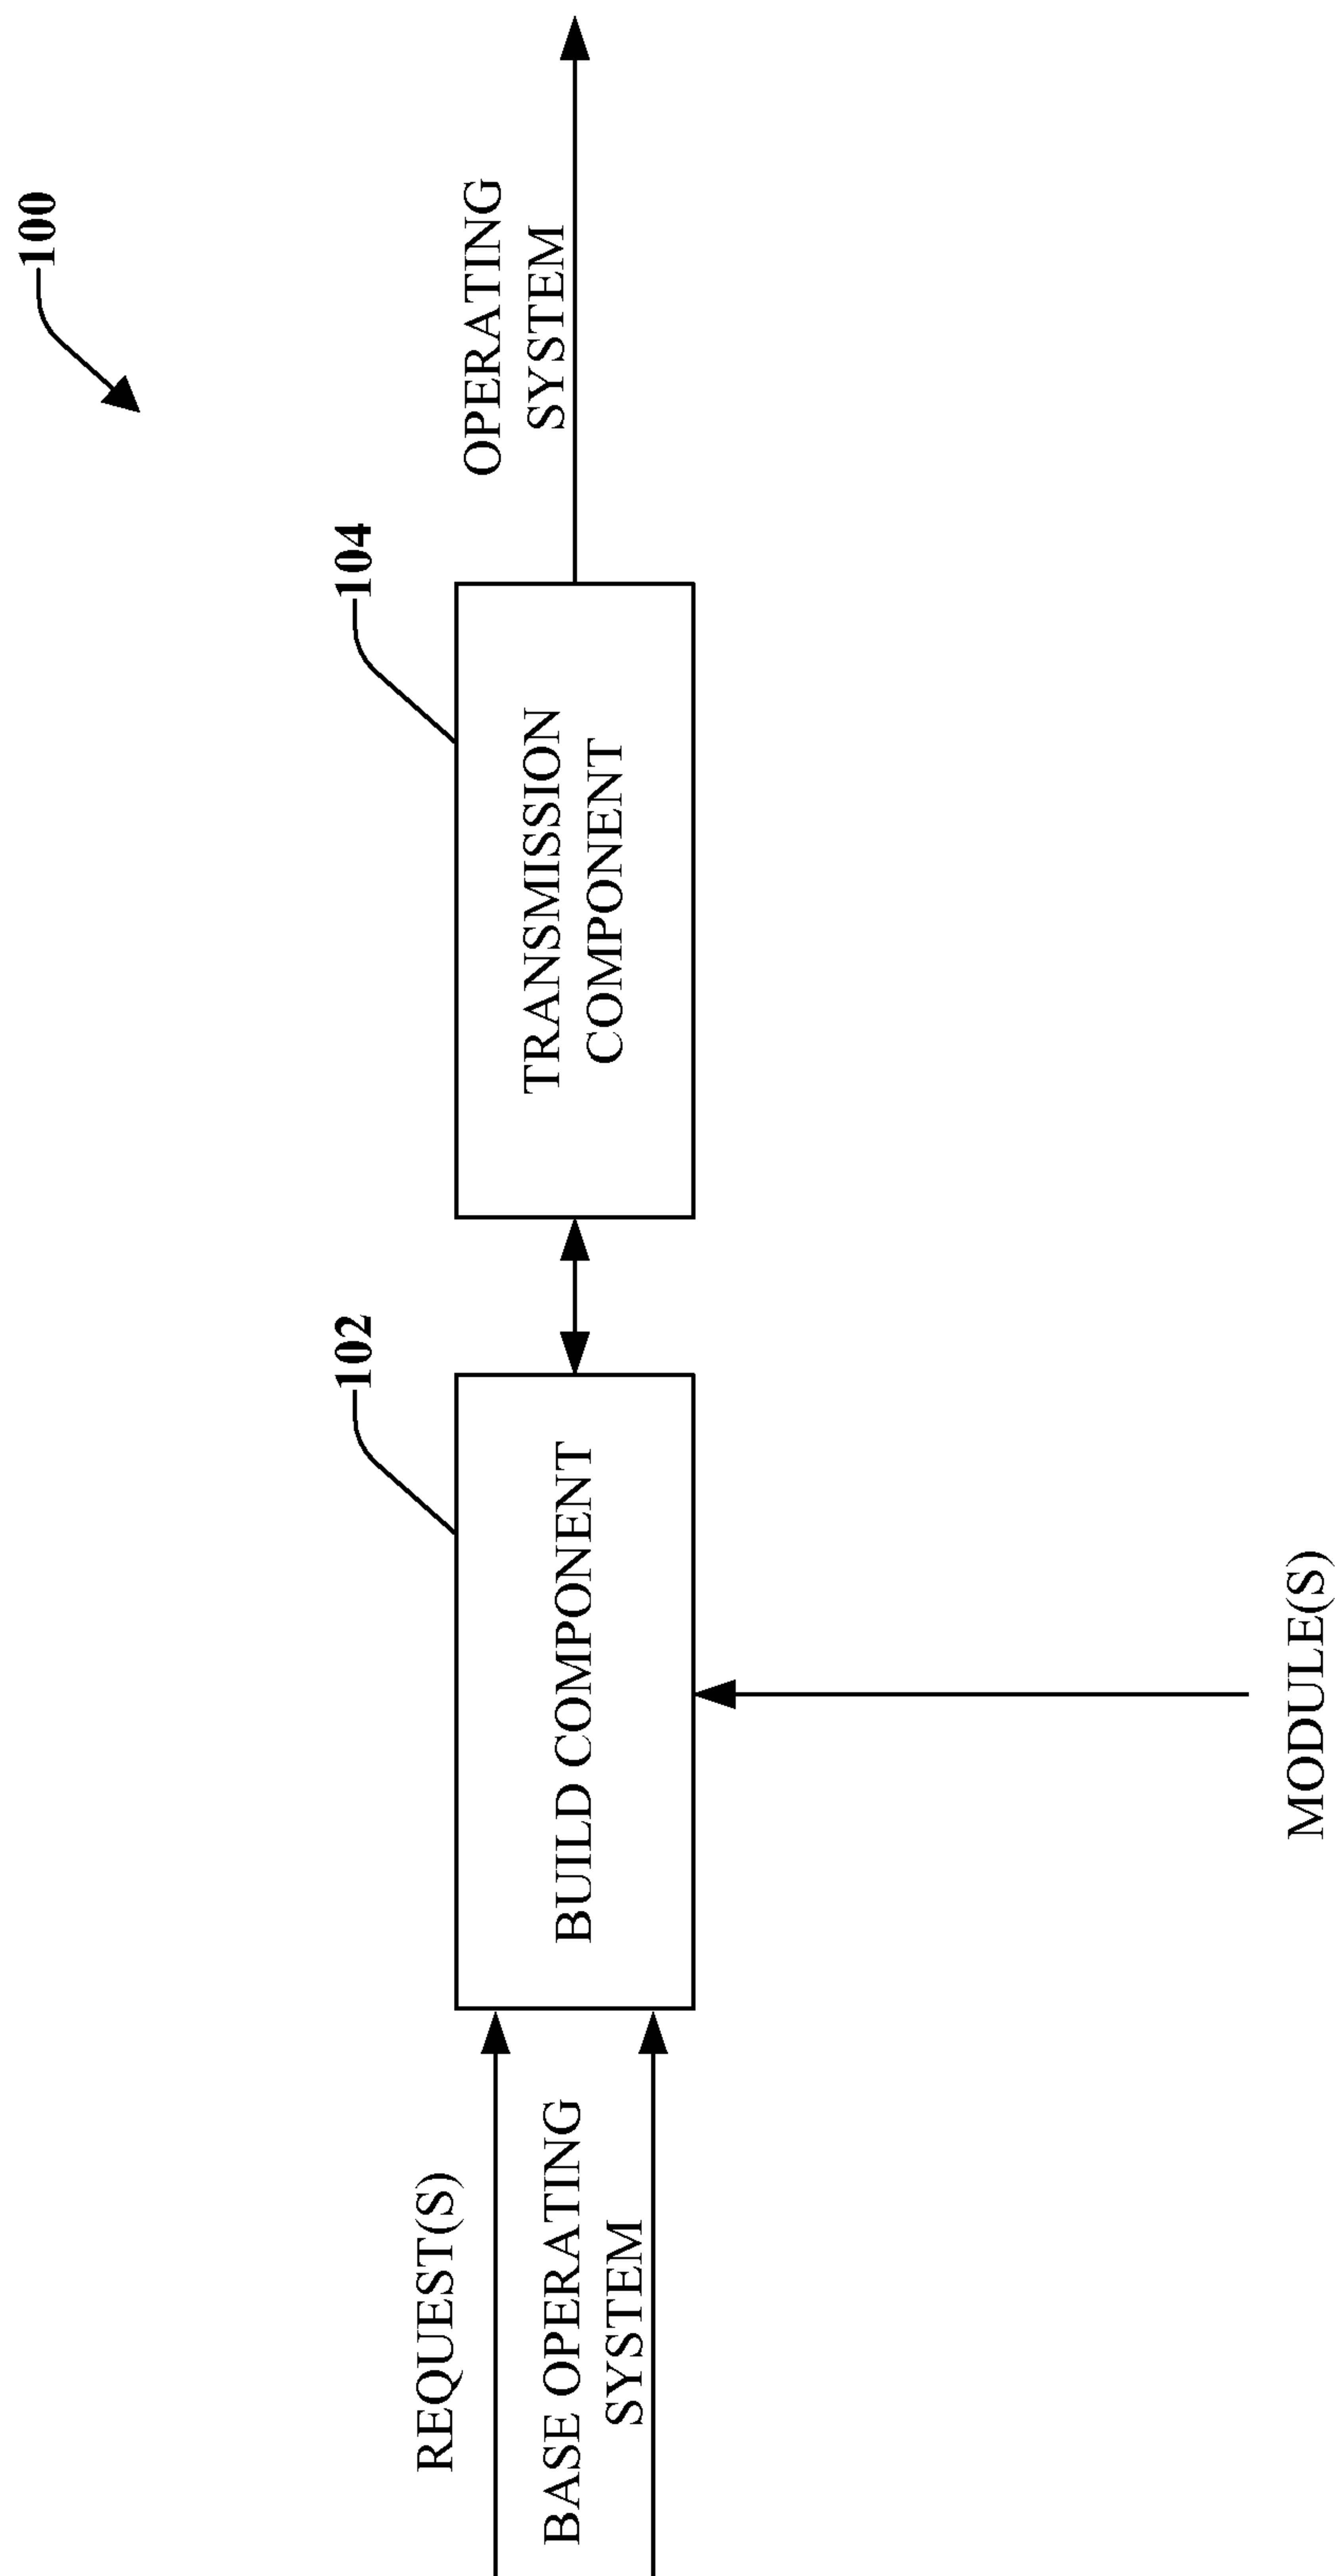 100
102
104
REQUEST(S)
BASE OPERATING
SYSTEM
BUILD COMPONENT
TRANSMISSION
COMPONENT
OPERATING
SYSTEM
MODULE(S)